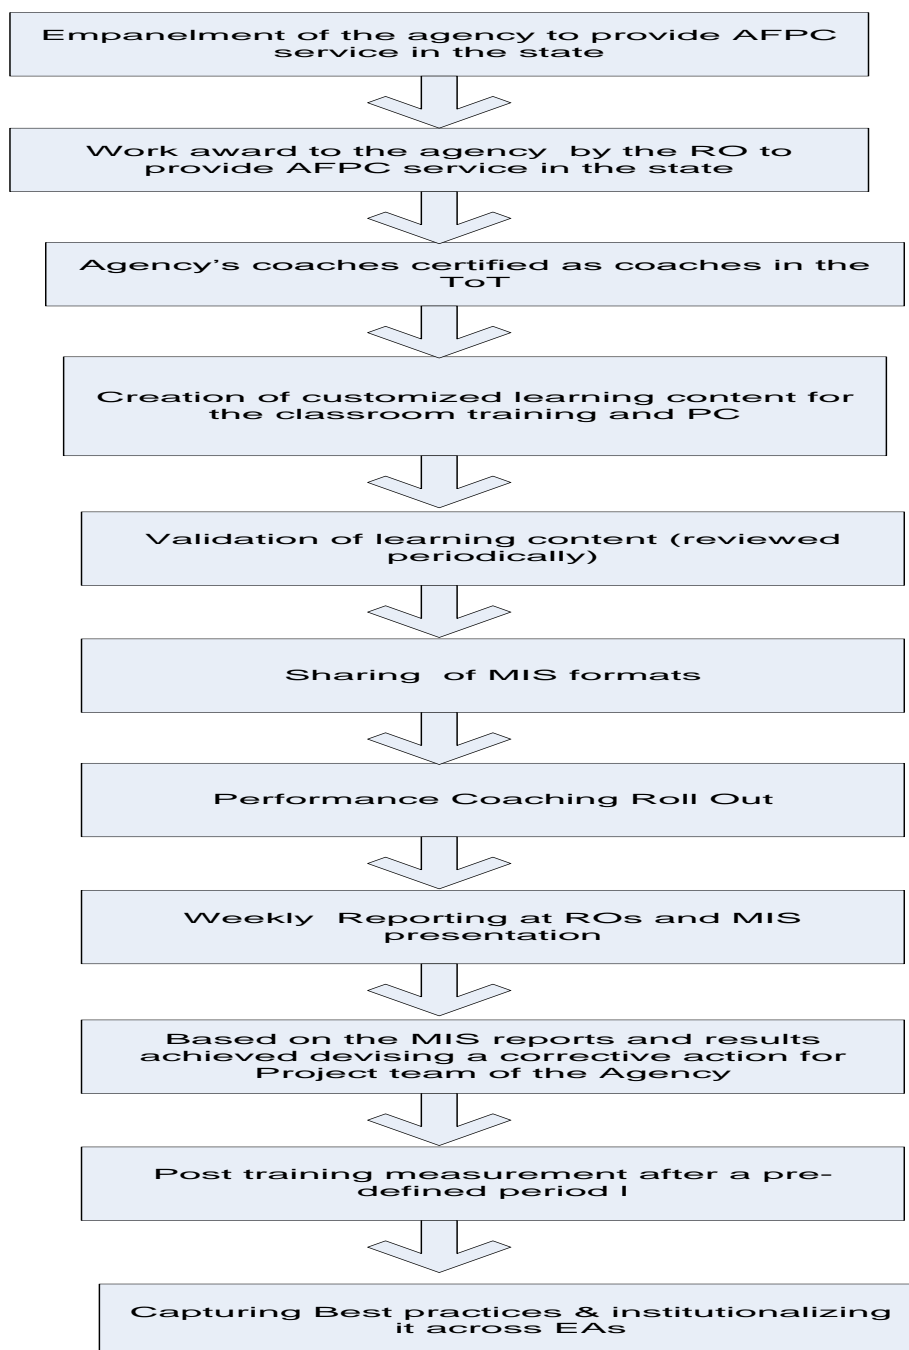 Empanelment of the agency to provide AFPC
service in the state
Work award to the agency by the RO to
provide AFPC service in the state
Agency’s coaches certified as coaches in the
ToT
Creation of customized learning content for
the classroom training and PC
Validation of learning content (reviewed
periodically)
Sharing of MIS formats
Performance Coaching Roll Out
Weekly Reporting at ROs and MIS
presentation
Based on the MIS reports and results
achieved devising a corrective action for
Project team of the Agency
Post training measurement after a pre-
defined period I
Capturing Best practices & institutionalizing
it across EAs